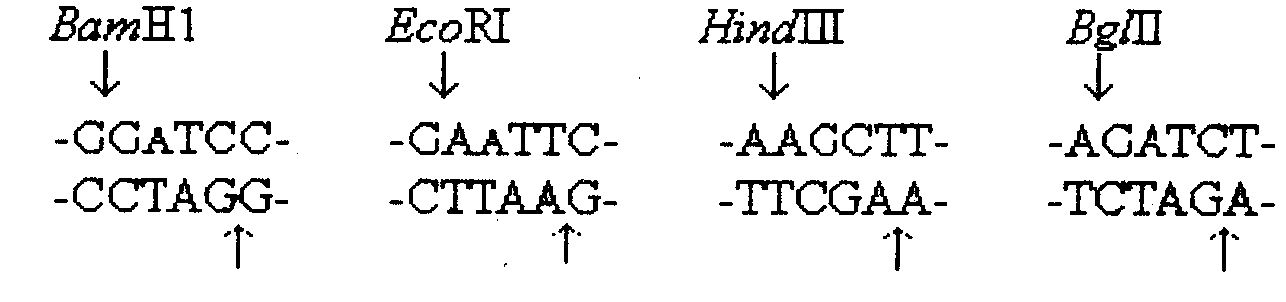 BamH1 EcoRI HindIII BglII
-GGATCC- -GAATTC- -AAGCTT- -AGATCT-
-CCTAGG- -CTTAAG- -TTCGAA- -TCTAGA-